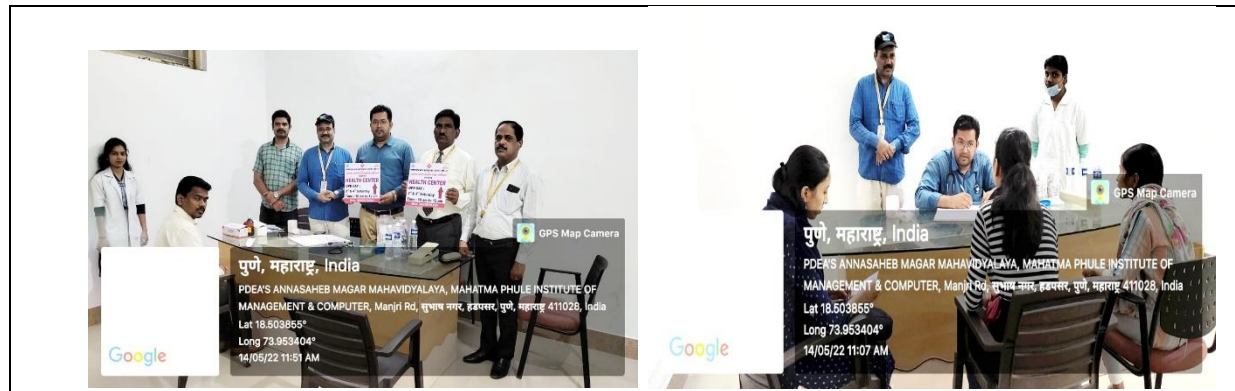 HEALTH CENTER
HEALTH CENTER
GPS Map Camera
पुणे, महाराष्ट्र, India
PDEA'S ANNASAHEB MAGAR MAHAVIDYALAYA, MAHATMA PHULE INSTITUTE OF
MANAGEMENT & COMPUTER, Manjri Rd, सुभाष नगर, हडपसर, पुणे, महाराष्ट्र 411028, India
Lat 18.503855°
Long 73.953404°
14/05/22 11:51 AM
Google
GPS Map Camera
पुणे, महाराष्ट्र, India
PDEA'S ANNASAHEB MAGAR MAHAVIDYALAYA, MAHATMA PHULE INSTITUTE OF
MANAGEMENT & COMPUTER, Manjri Rd, सुभाष नगर, हडपसर, पुणे, महाराष्ट्र 411028, India
Lat 18.503855°
Long 73.953404°
14/05/22 11:07 AM
Google